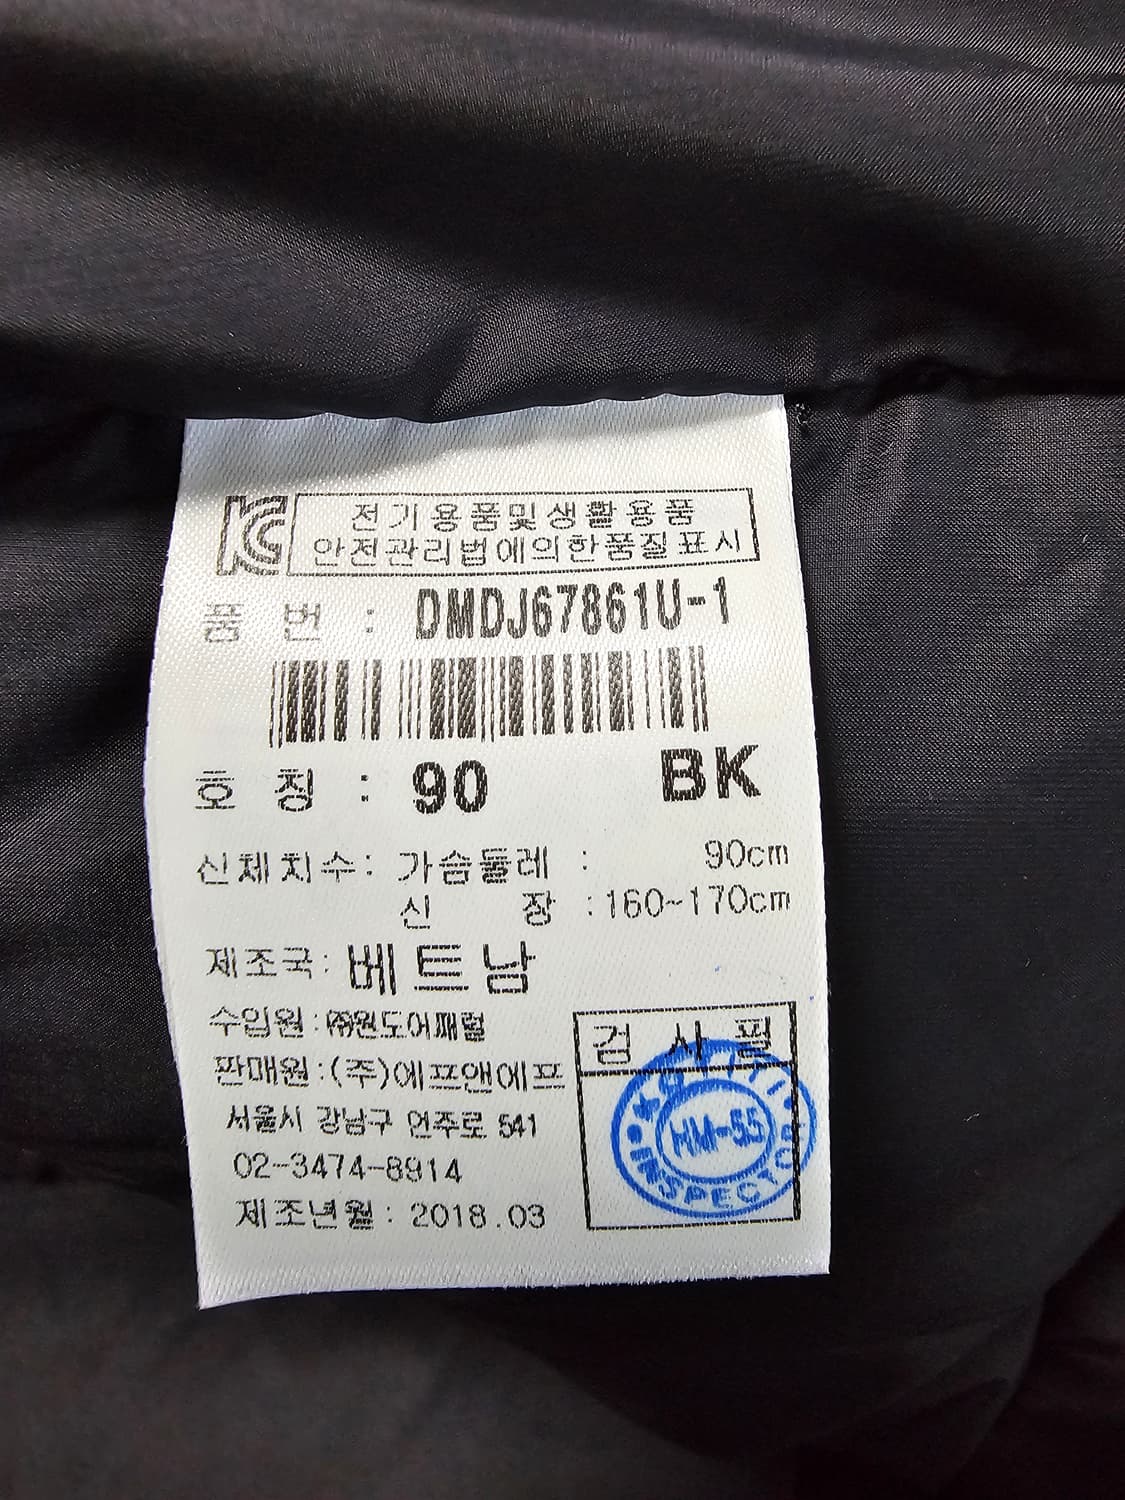 KC 전기용품및생활용품
안전관리법에의한품질표시
품 번 : DMDJ67861U-1
호 칭 : 90 BK
신체치수: 가슴둘레 : 90cm
신 장 :160~170cm
제조국: 베트남
수입원:㈜원도어패럴
판매원:(주)에프앤에프
서울시 강남구 언주로 541
02-3474-8914
제조년월: 2018.03
검 사 필
HM-55
INSPECTOR